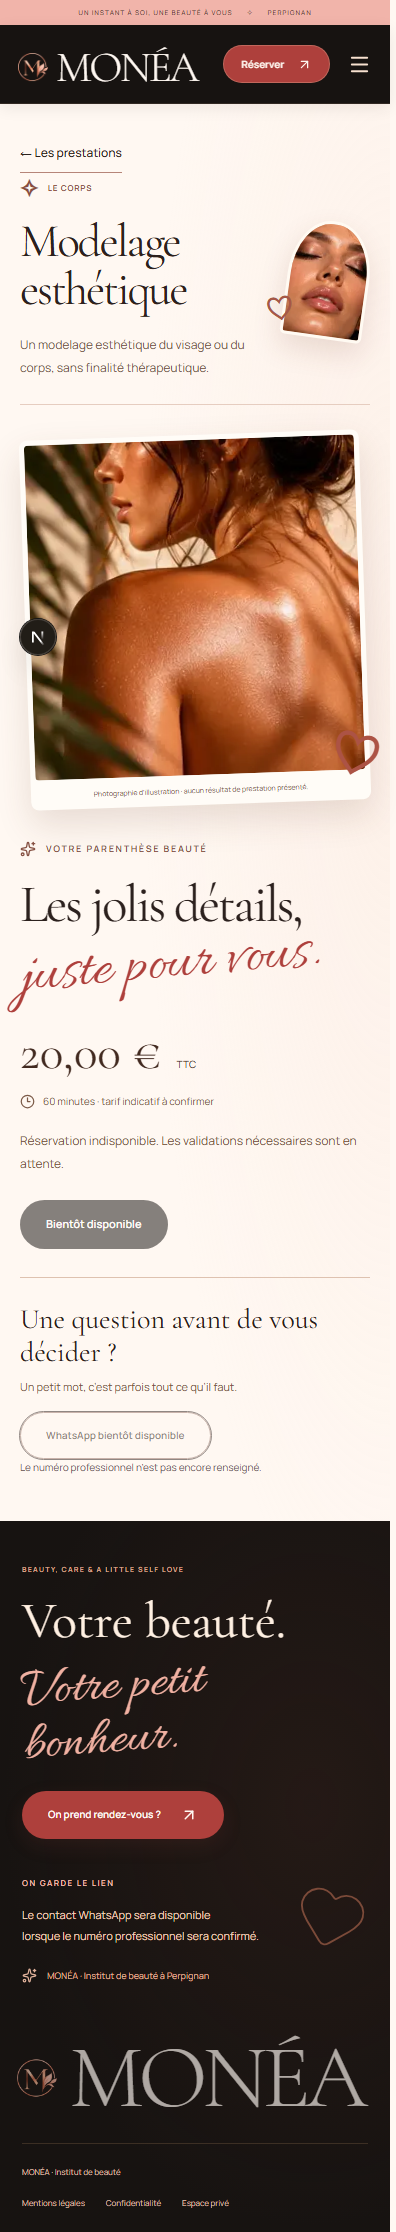 UN INSTANT À SOI, UNE BEAUTÉ À VOUS ✧ PERPIGNAN
M MONÉA Réserver ↗
← Les prestations
LE CORPS
Modelage
esthétique
Un modelage esthétique du visage ou du
corps, sans finalité thérapeutique.
N
Photographie d'illustration · aucun résultat de prestation présenté.
VOTRE PARENTHÈSE BEAUTÉ
Les jolis détails,
juste pour vous.
20,00 € TTC
60 minutes · tarif indicatif à confirmer
Réservation indisponible. Les validations nécessaires sont en
attente.
Bientôt disponible
Une question avant de vous
décider ?
Un petit mot, c'est parfois tout ce qu'il faut.
WhatsApp bientôt disponible
Le numéro professionnel n'est pas encore renseigné.
BEAUTY, CARE & A LITTLE SELF LOVE
Votre beauté.
Votre petit
bonheur.
On prend rendez-vous ? ↗
ON GARDE LE LIEN
Le contact WhatsApp sera disponible
lorsque le numéro professionnel sera confirmé.
MONÉA · Institut de beauté à Perpignan
M MONÉA
MONÉA · Institut de beauté
Mentions légales Confidentialité Espace privé